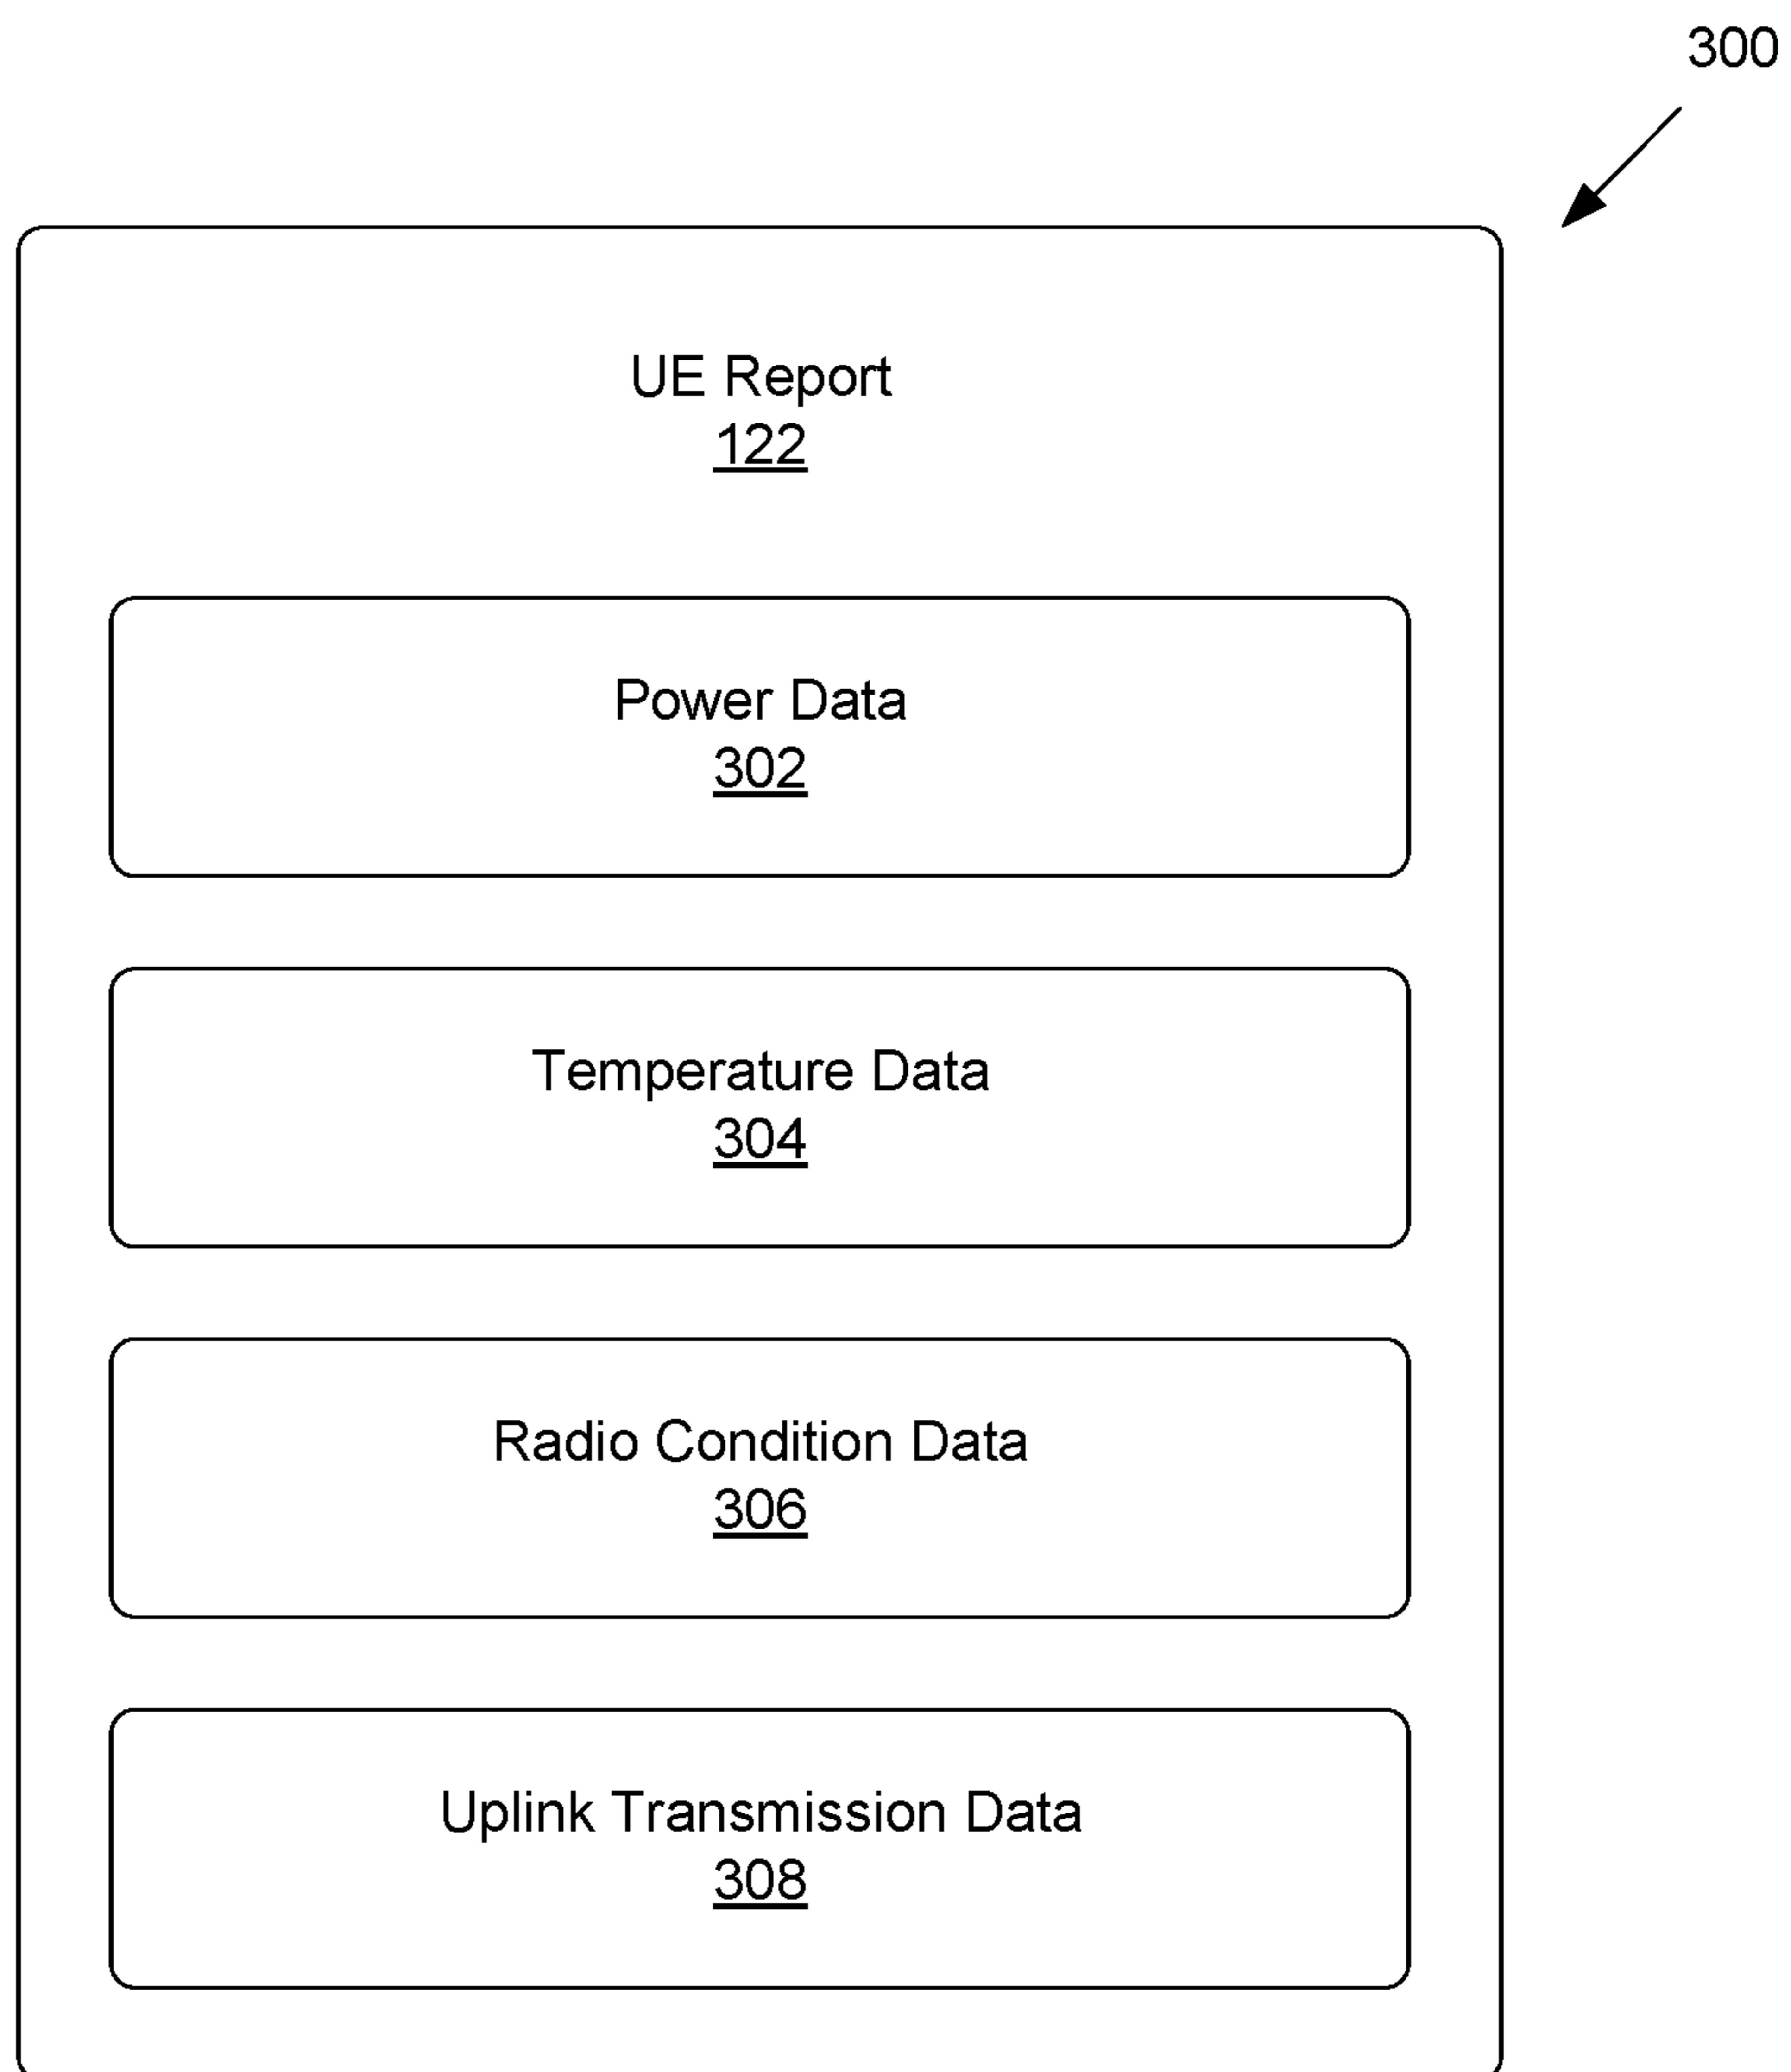 300
UE Report
122
Power Data
302
Temperature Data
304
Radio Condition Data
306
Uplink Transmission Data
308